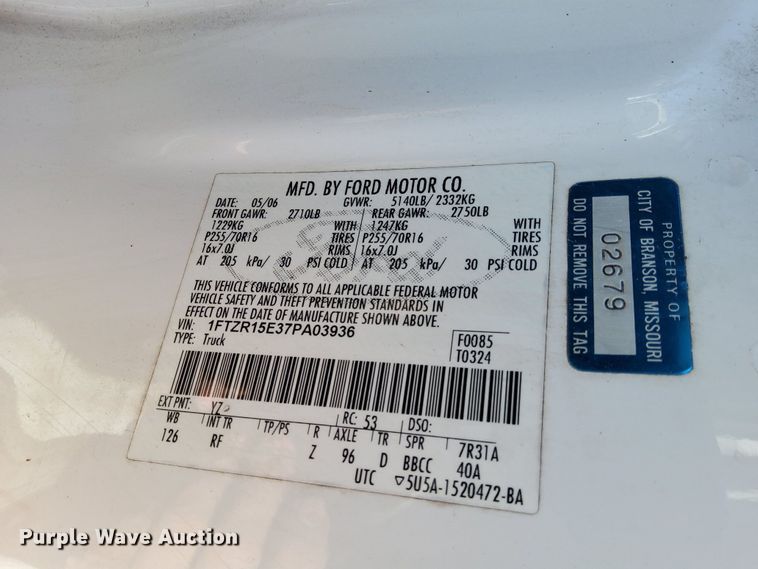 MFD. BY FORD MOTOR CO.
DATE: 05/06 GVWR: 5140LB/ 2332KG
FRONT GAWR: 2710LB REAR GAWR: 2750LB
1229KG WITH 1247KG WITH
P255/70R16 TIRES P255/70R16 TIRES
16x7.0J RIMS 16x7.0J RIMS
AT 205 kPa/ 30 PSI COLD AT 205 kPa/ 30 PSI COLD
THIS VEHICLE CONFORMS TO ALL APPLICABLE FEDERAL MOTOR
VEHICLE SAFETY AND THEFT PREVENTION STANDARDS IN
EFFECT ON THE DATE OF MANUFACTURE SHOWN ABOVE.
VIN: 1FTZR15E37PA03936 F0085
TYPE: Truck T0324
EXT PNT: YZ RC: 53 DSO:
WB INT TR TP/PS R AXLE TR SPR 7R31A
126 RF Z 96 D BBCC 40A
UTC ▽5U5A-1520472-BA
Ford
PROPERTY OF
CITY OF BRANSON, MISSOURI
02679
DO NOT REMOVE THIS TAG
Purple Wave Auction